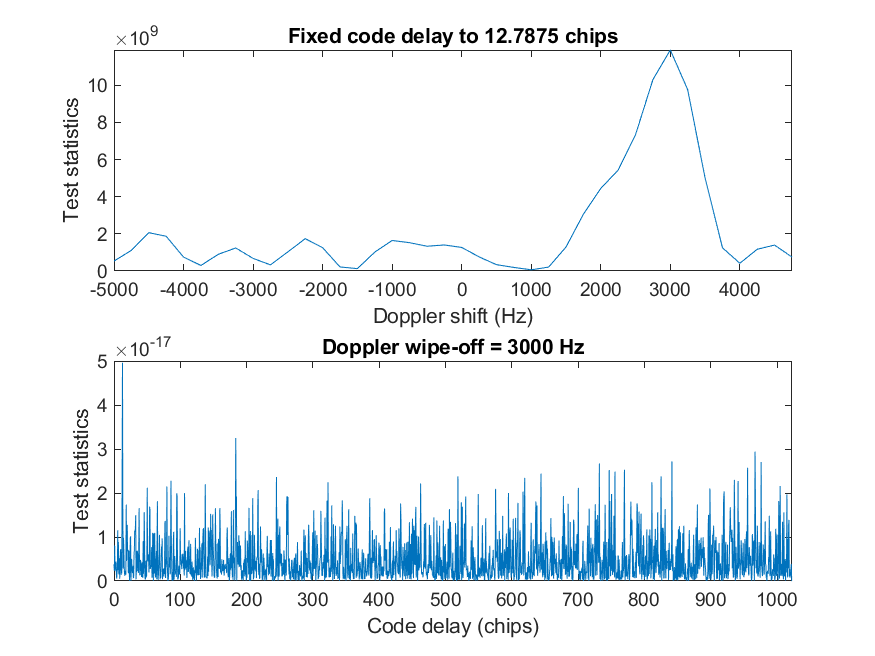 ×10^9
Fixed code delay to 12.7875 chips
Test statistics
10
8
6
4
2
0
-5000 -4000 -3000 -2000 -1000 0 1000 2000 3000 4000
Doppler shift (Hz)
×10^-17
Doppler wipe-off = 3000 Hz
Test statistics
5
4
3
2
1
0
0 100 200 300 400 500 600 700 800 900 1000
Code delay (chips)